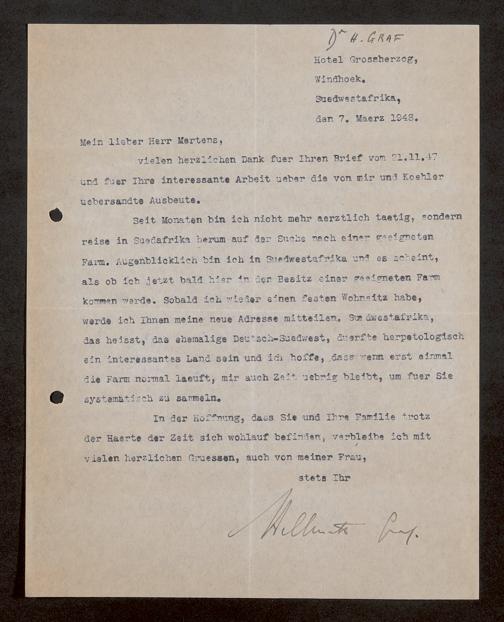 Dr H. GRAF
Hotel Grossherzog,
Windhoek.
Suedwestafrika,
den 7. Maerz 1948.
Mein lieber Herr Mertens,
vielen herzlichen Dank fuer Ihren Brief vom 21.11.47
und fuer Ihre interessante Arbeit ueber die von mir und Koehler
uebersandte Ausbeute.
Seit Monaten bin ich nicht mehr aerztlich taetig, sondern
reise in Suedafrika herum auf der Suche nach einer geeigneten
Farm. Augenblicklich bin ich in Suedwestafrika und es scheint,
als ob ich jetzt bald hier in den Besitz einer geeigneten Farm
kommen werde. Sobald ich wieder einen festen Wohnsitz habe,
werde ich Ihnen meine neue Adresse mitteilen. Suedwestafrika,
das heisst, das ehemalige Deutsch-Suedwest, duerfte herpetologisch
ein interessantes Land sein und ich hoffe, dass wenn erst einmal
die Farm normal laeuft, mir auch Zeit uebrig bleibt, um fuer Sie
systematisch zu sammeln.
In der Hoffnung, dass Sie und Ihre Familie trotz
der Haerte der Zeit sich wohlauf befinden, verbleibe ich mit
vielen herzlichen Gruessen, auch von meiner Frau,
stets Ihr
Hellmuth Graf.